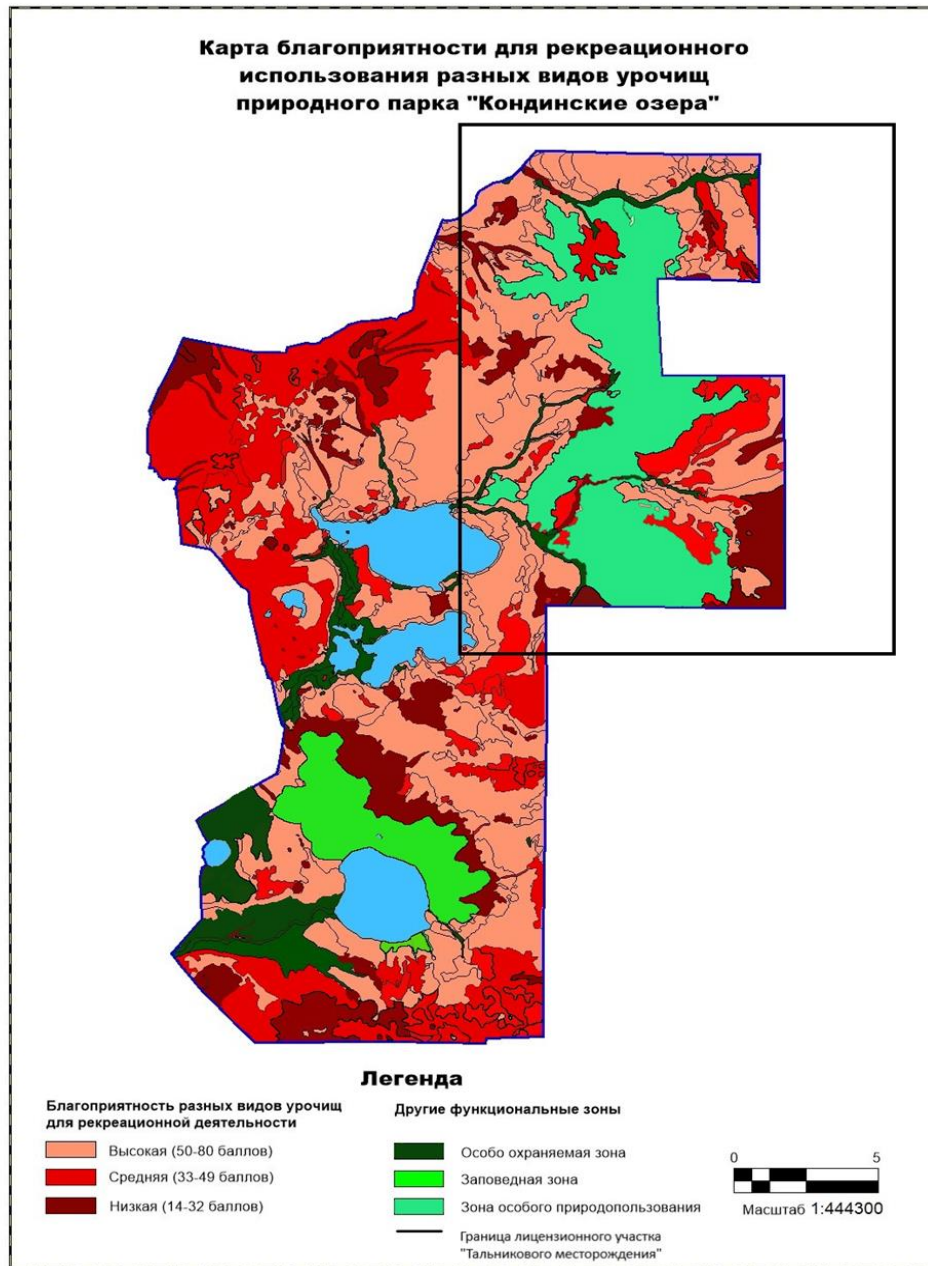 Карта благоприятности для рекреационного
использования разных видов урочищ
природного парка "Кондинские озера"
Легенда
Благоприятность разных видов урочищ
для рекреационной деятельности
Высокая (50-80 баллов)
Средняя (33-49 баллов)
Низкая (14-32 баллов)
Другие функциональные зоны
Особо охраняемая зона
Заповедная зона
Зона особого природопользования
Граница лицензионного участка
"Тальникового месторождения"
0 5
Масштаб 1:444300